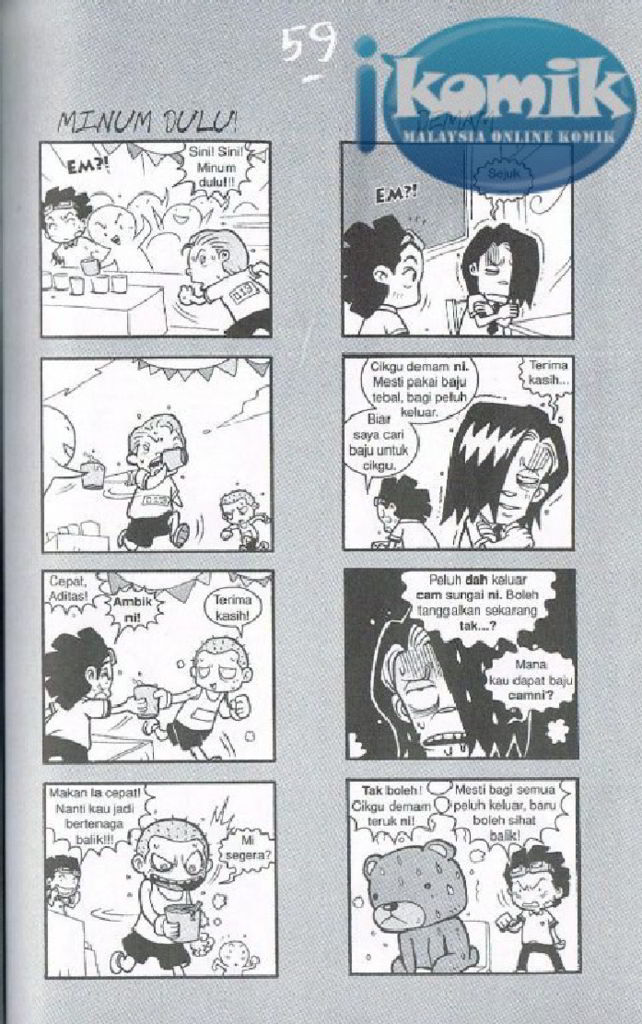 59
ikomik
MALAYSIA ONLINE KOMIK
MINUM DULU!
DEMAM
EM?!
Sini! Sini!
Minum
dulu!!!
Cepat,
Aditas!
Ambik
ni!
Terima
kasih!
Makan la cepat!
Nanti kau jadi
bertenaga
balik!!!
Mi
segera?
EM?!
Sejuk
Cikgu demam ni.
Mesti pakai baju
tebal, bagi peluh
keluar.
Biar
saya cari
baju untuk
cikgu.
Terima
kasih...
Peluh dah keluar
cam sungai ni. Boleh
tanggalkan sekarang
tak...?
Mana
kau dapat baju
camni?
Tak boleh!
Cikgu demam
teruk ni!
Mesti bagi semua
peluh keluar, baru
boleh sihat
balik!